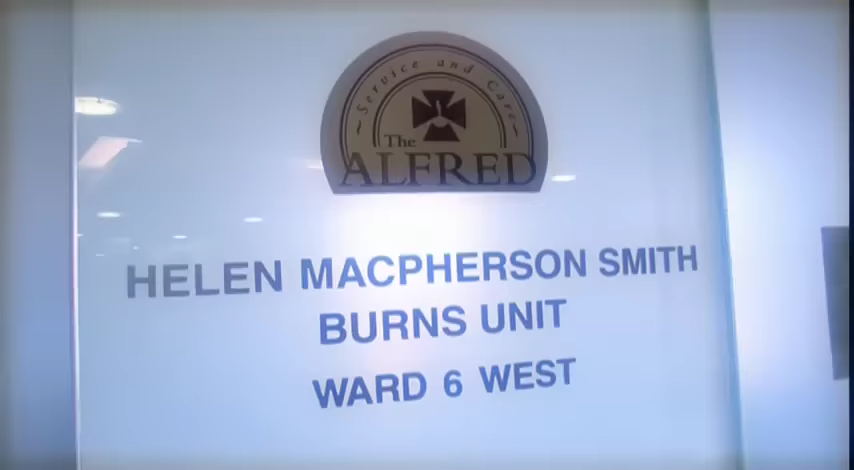 ~ Service and Care ~
The
ALFRED
HELEN MACPHERSON SMITH
BURNS UNIT
WARD 6 WEST